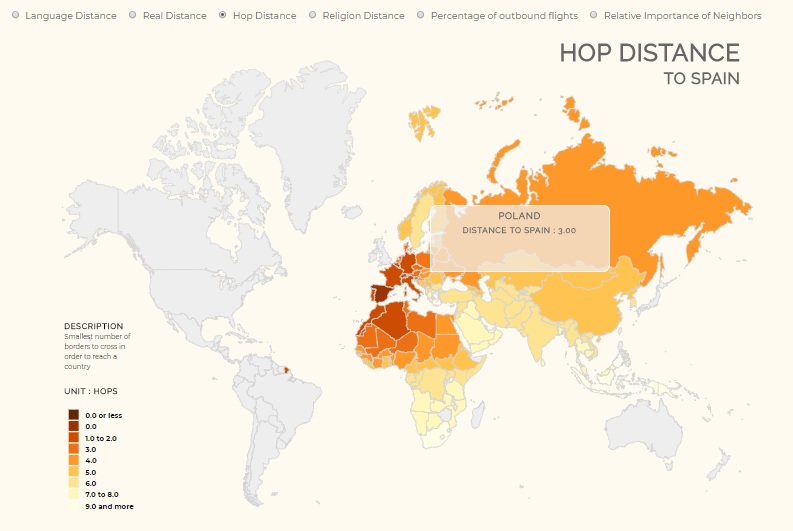 Language Distance
Real Distance
Hop Distance
Religion Distance
Percentage of outbound flights
Relative Importance of Neighbors
HOP DISTANCE
TO SPAIN
POLAND
DISTANCE TO SPAIN : 3.00
DESCRIPTION
Smallest number of
borders to cross in
order to reach a
country
UNIT : HOPS
0.0 or less
0.0
1.0 to 2.0
3.0
4.0
5.0
6.0
7.0 to 8.0
9.0 and more